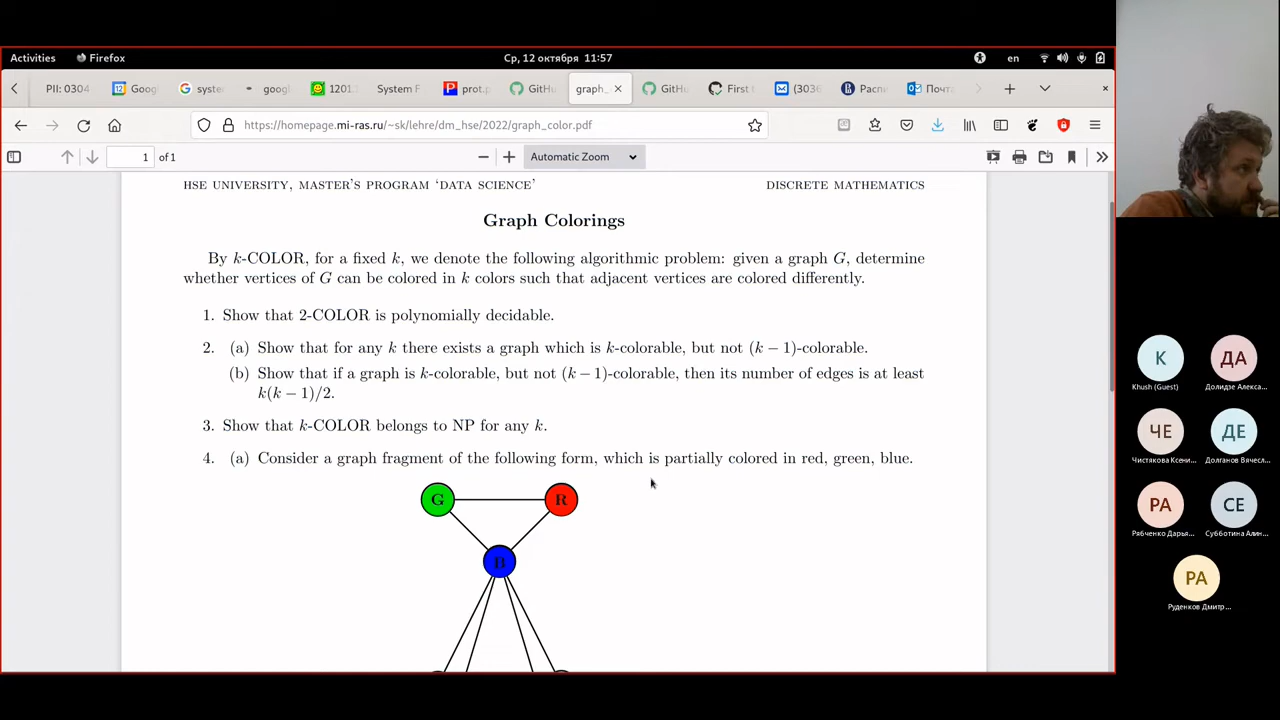 Activities Firefox Ср, 12 октября 11:57 en
PII: 0304 Goog syste goog 1201 System F prot.p GitHu graph_ GitHu First (303 Распи Почта
https://homepage.mi-ras.ru/~sk/lehre/dm_hse/2022/graph_color.pdf
1 of 1 Automatic Zoom
HSE UNIVERSITY, MASTER'S PROGRAM ‘DATA SCIENCE’ DISCRETE MATHEMATICS
Graph Colorings
By k-COLOR, for a fixed k, we denote the following algorithmic problem: given a graph G, determine
whether vertices of G can be colored in k colors such that adjacent vertices are colored differently.
1. Show that 2-COLOR is polynomially decidable.
2. (a) Show that for any k there exists a graph which is k-colorable, but not (k − 1)-colorable.
(b) Show that if a graph is k-colorable, but not (k − 1)-colorable, then its number of edges is at least
k(k − 1)/2.
3. Show that k-COLOR belongs to NP for any k.
4. (a) Consider a graph fragment of the following form, which is partially colored in red, green, blue.
G R
B
K ДА
Khush (Guest) Долидзе Алекса...
ЧЕ ДЕ
Чистякова Ксени... Долганов Вячесл...
РА СЕ
Рябченко Дарья... Субботина Алин...
РА
Руденков Дмитр...